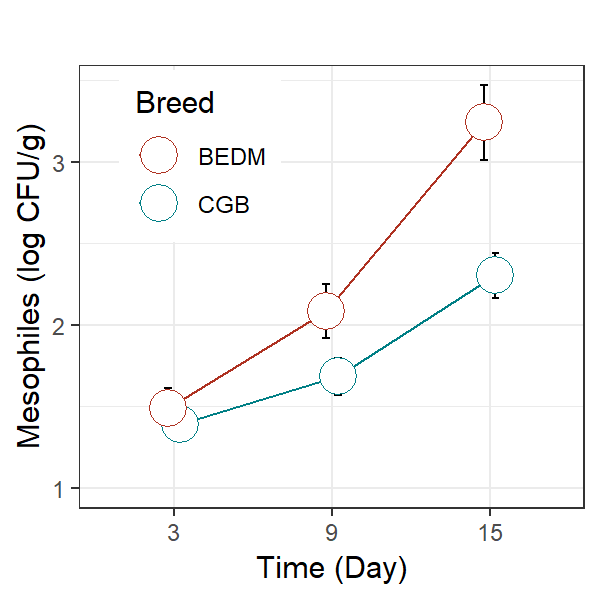 Breed
BEDM
CGB
Mesophiles (log CFU/g)
3
2
1
3
9
15
Time (Day)